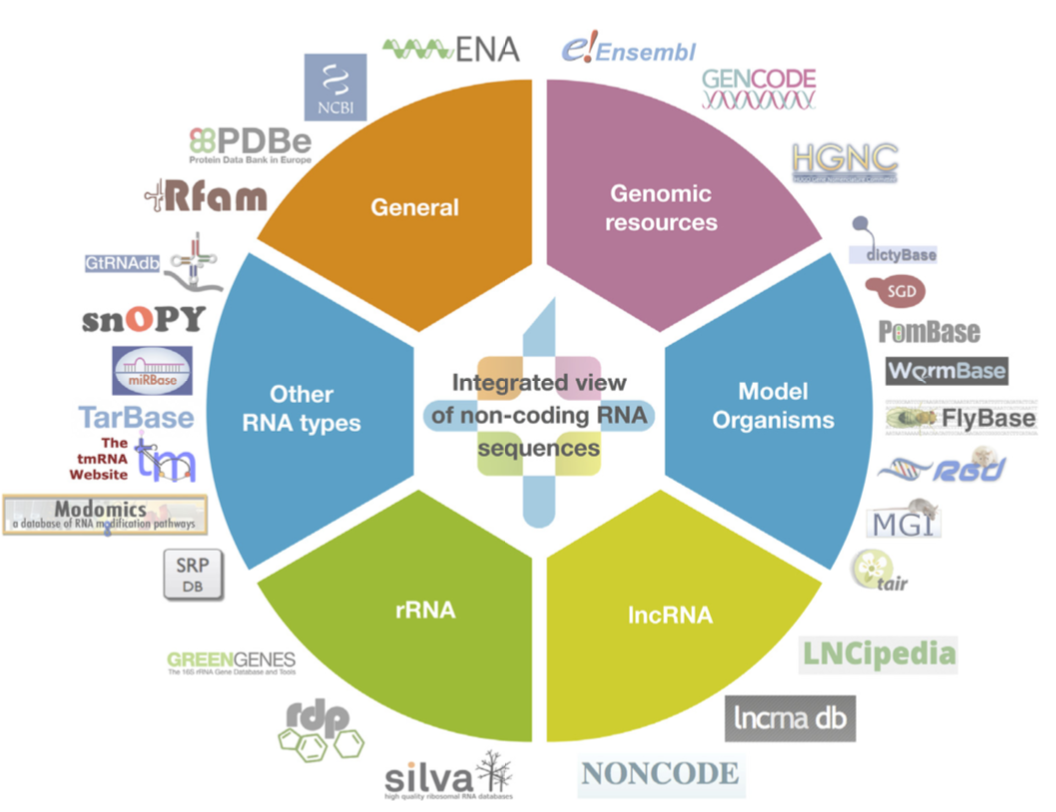 ENA
e!Ensembl
NCBI
GENCODE
PDBe
Protein Data Bank in Europe
HGNC
Rfam
General
Genomic
resources
GtRNAdb
dictyBase
SGD
snOPY
PomBase
miRBase
WormBase
TarBase
FlyBase
Other
RNA types
Integrated view
of non-coding RNA
sequences
Model
Organisms
The
tmRNA
Website
tm
RGD
Modomics
a database of RNA modification pathways
MGI
SRP
DB
tair
rRNA
lncRNA
GREENGENES
The 16S rRNA Gene Database and Tools
LNCipedia
rdp
lncrna db
silva
high quality ribosomal RNA databases
NONCODE